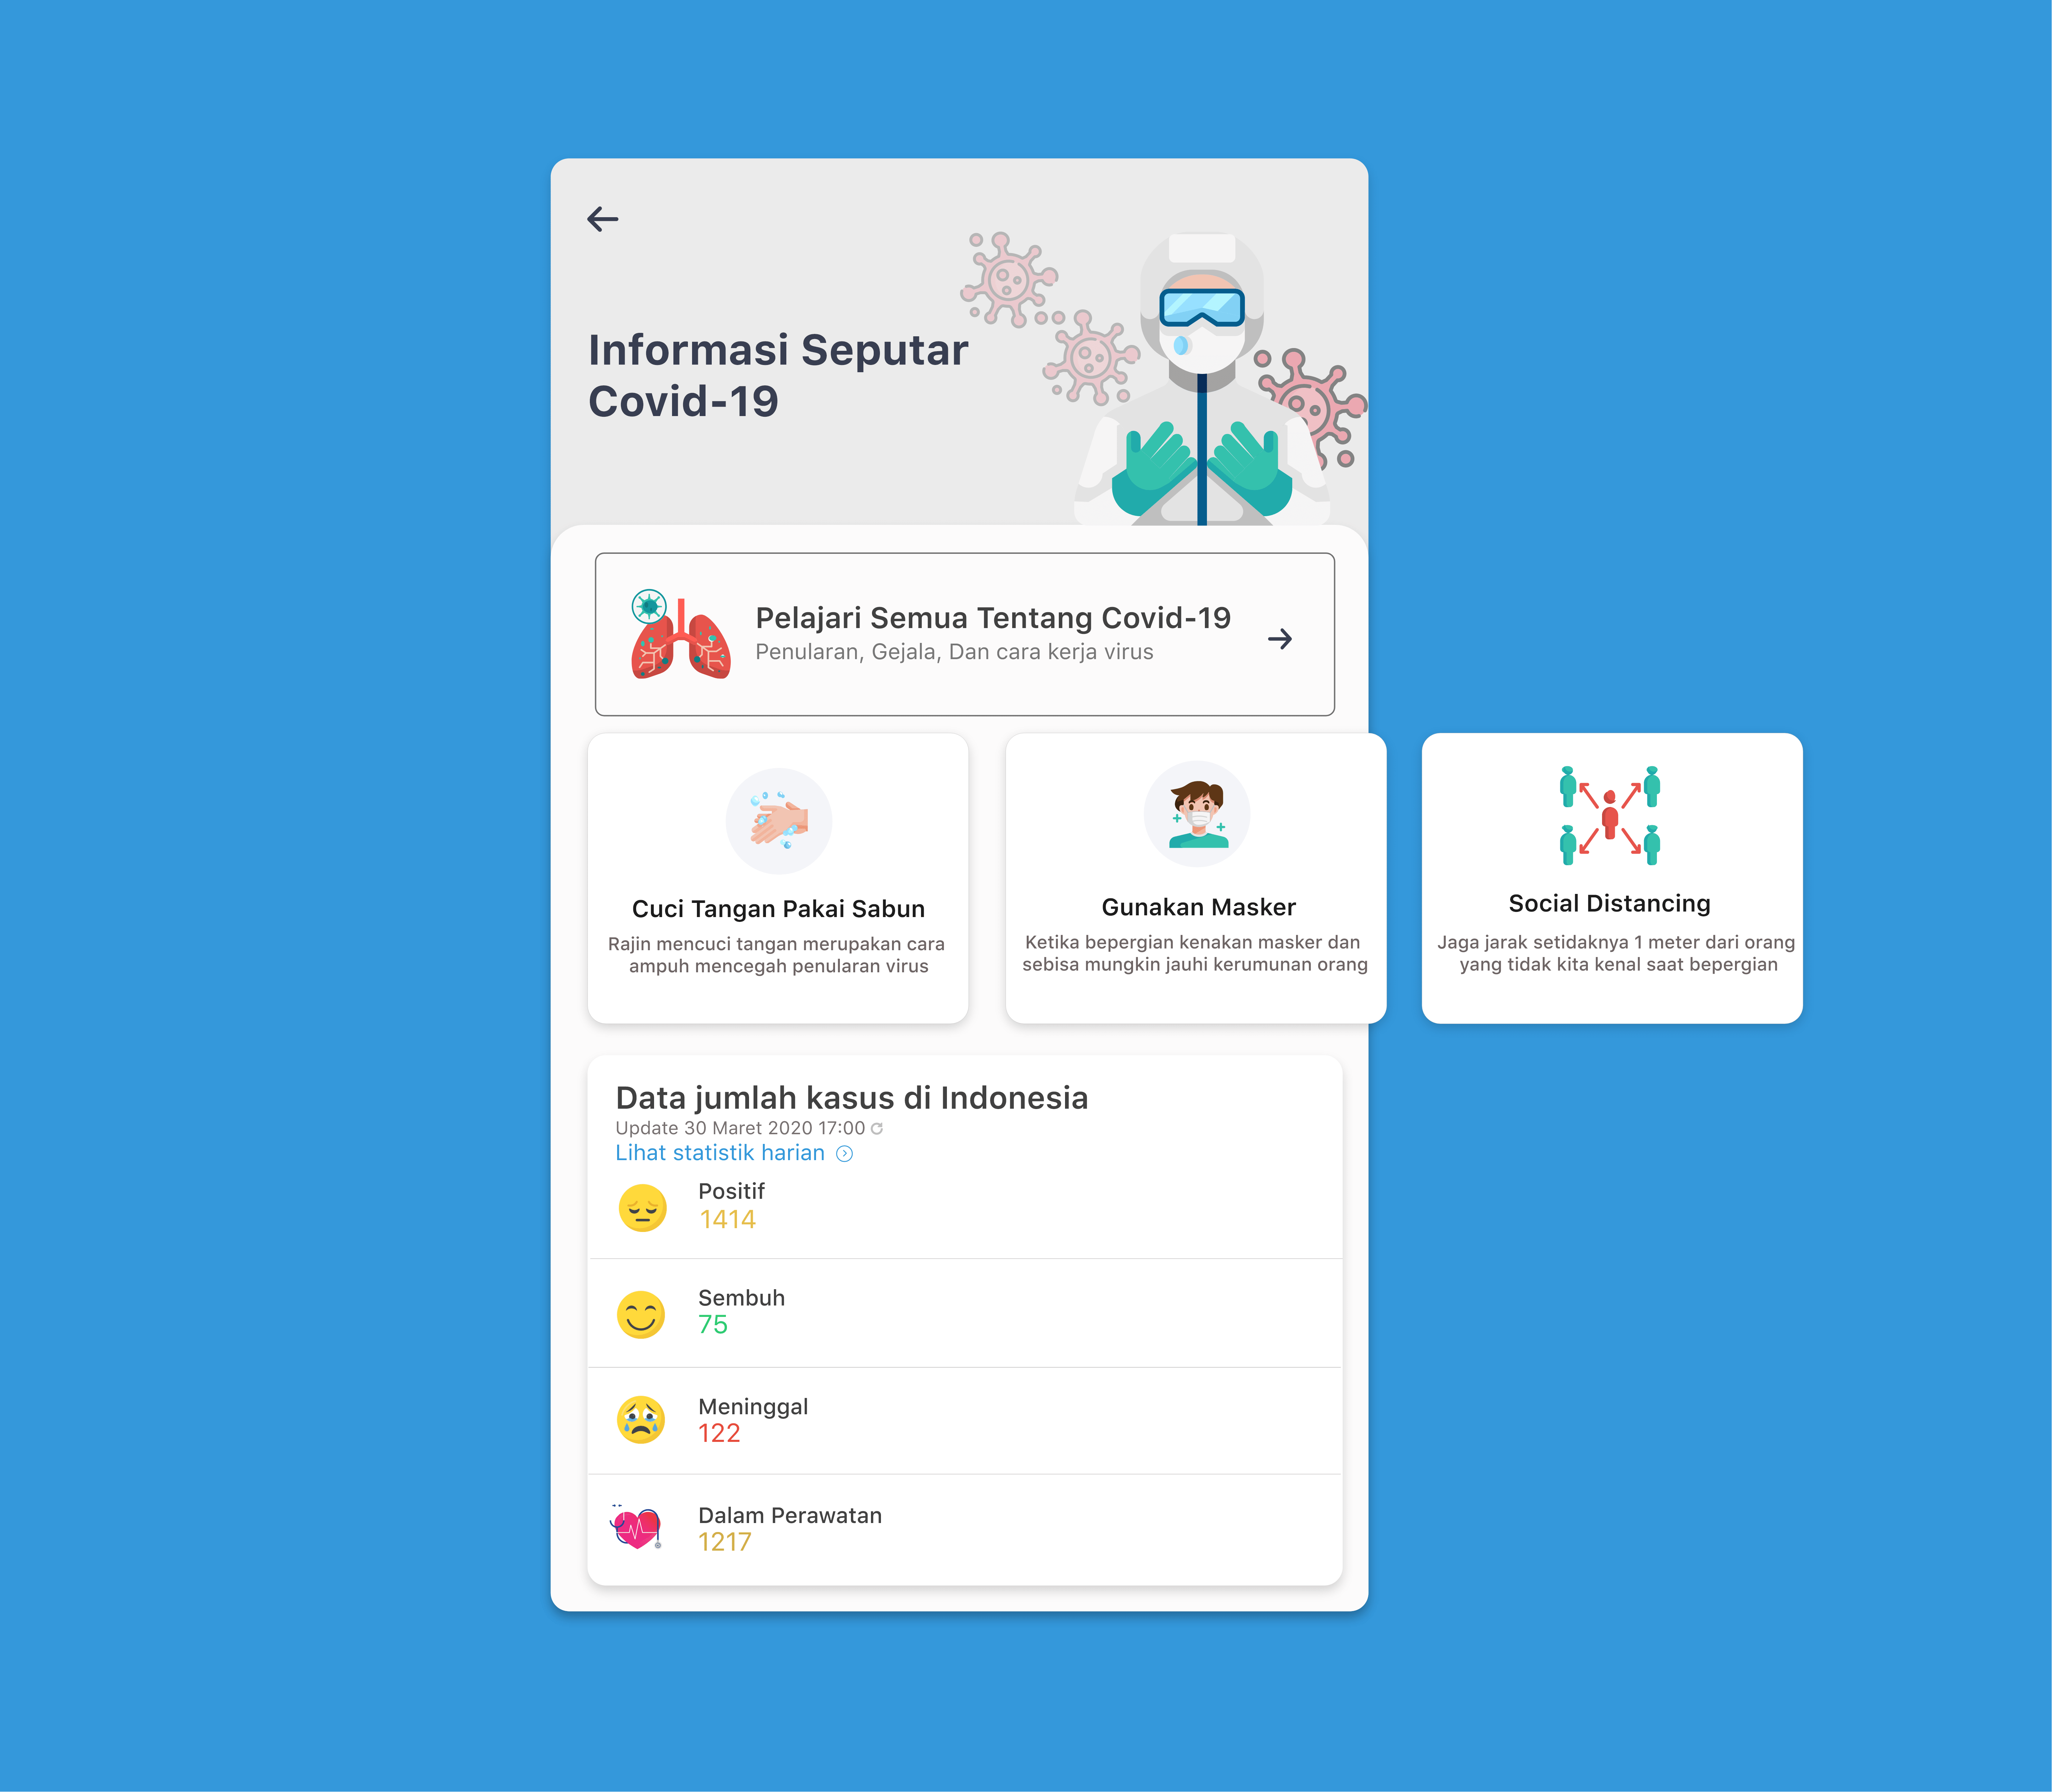 Informasi Seputar
Covid-19
Pelajari Semua Tentang Covid-19
Penularan, Gejala, Dan cara kerja virus
Cuci Tangan Pakai Sabun
Rajin mencuci tangan merupakan cara
ampuh mencegah penularan virus
Gunakan Masker
Ketika bepergian kenakan masker dan
sebisa mungkin jauhi kerumunan orang
Social Distancing
Jaga jarak setidaknya 1 meter dari orang
yang tidak kita kenal saat bepergian
Data jumlah kasus di Indonesia
Update 30 Maret 2020 17:00
Lihat statistik harian
Positif
1414
Sembuh
75
Meninggal
122
Dalam Perawatan
1217